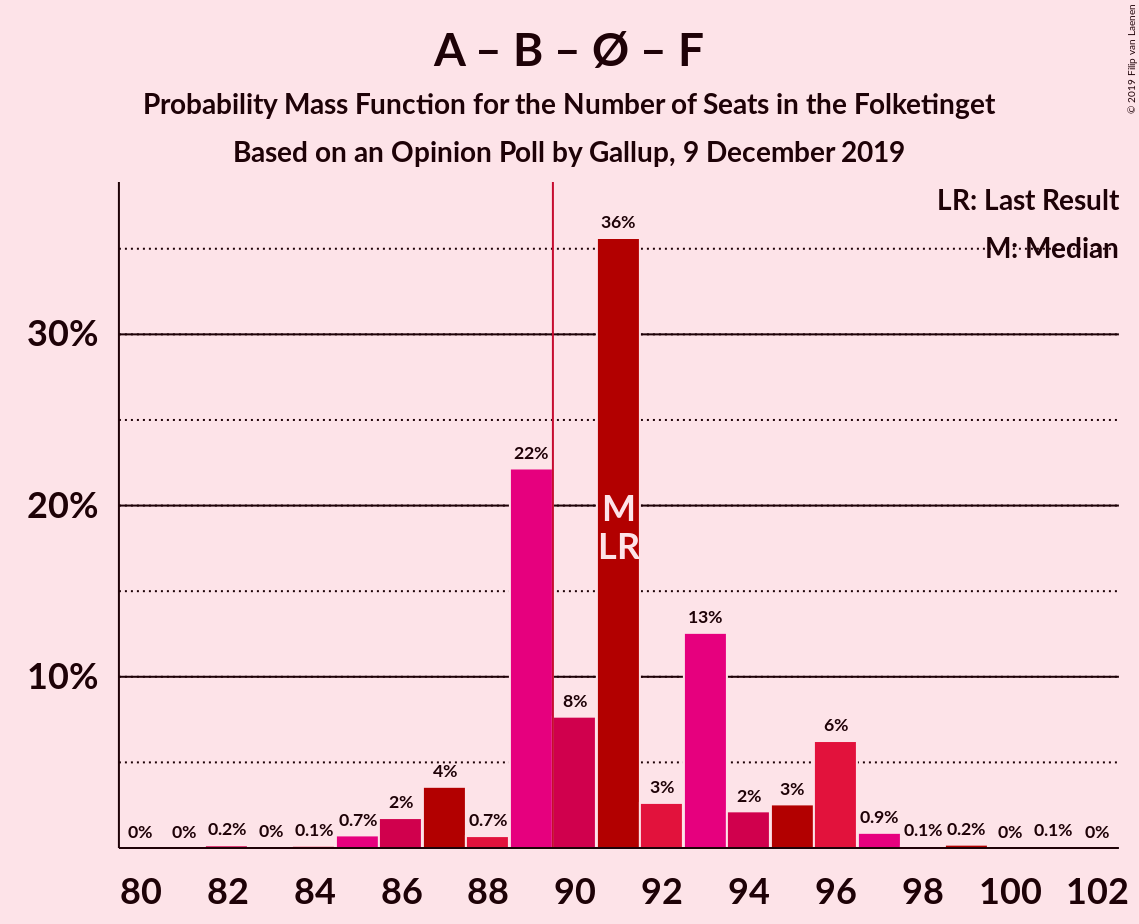 A – B – Ø – F
Probability Mass Function for the Number of Seats in the Folketinget
Based on an Opinion Poll by Gallup, 9 December 2019
© 2019 Filip van Laenen
LR: Last Result
M: Median
30%
20%
10%
0%
0%
0.2%
0%
0.1%
0.7%
2%
4%
0.7%
22%
8%
36%
M
LR
3%
13%
2%
3%
6%
0.9%
0.1%
0.2%
0%
0.1%
0%
80 82 84 86 88 90 92 94 96 98 100 102